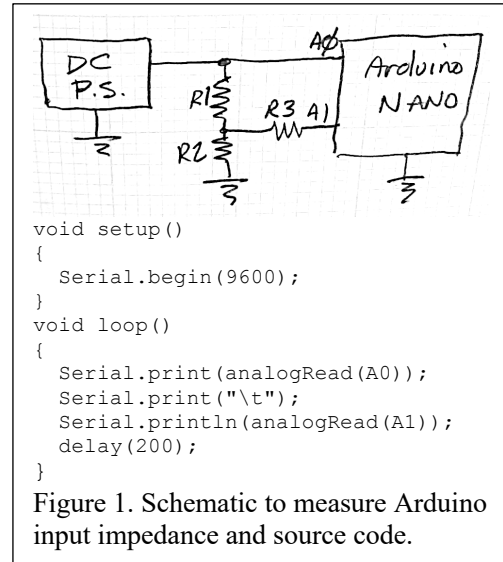 DC
P.S.
R1
R2
R3
A0
A1
Arduino
NANO
void setup()
{
  Serial.begin(9600);
}
void loop()
{
  Serial.print(analogRead(A0));
  Serial.print("\t");
  Serial.println(analogRead(A1));
  delay(200);
}
Figure 1. Schematic to measure Arduino
input impedance and source code.